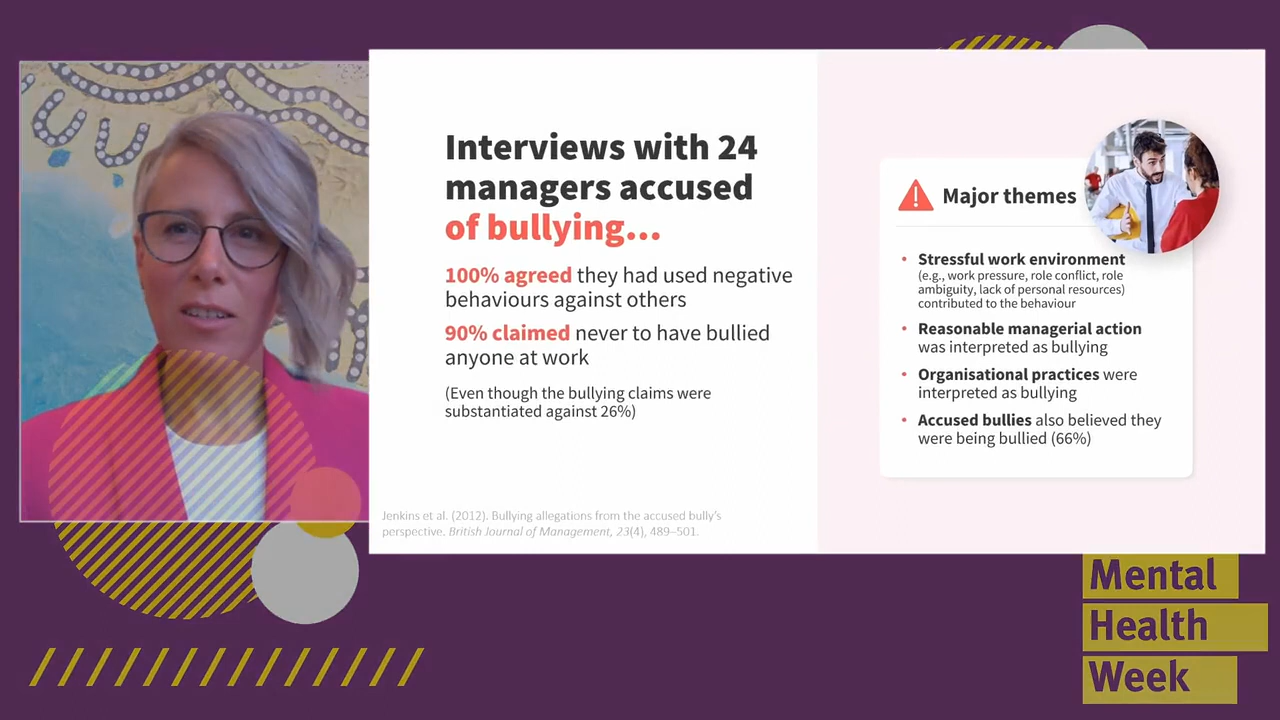 Interviews with 24
managers accused
of bullying...
100% agreed they had used negative
behaviours against others
90% claimed never to have bullied
anyone at work
(Even though the bullying claims were
substantiated against 26%)
Jenkins et al. (2012). Bullying allegations from the accused bully's
perspective. British Journal of Management, 23(4), 489–501.
Major themes
• Stressful work environment
(e.g., work pressure, role conflict, role
ambiguity, lack of personal resources)
contributed to the behaviour
• Reasonable managerial action
was interpreted as bullying
• Organisational practices were
interpreted as bullying
• Accused bullies also believed they
were being bullied (66%)
Mental
Health
Week